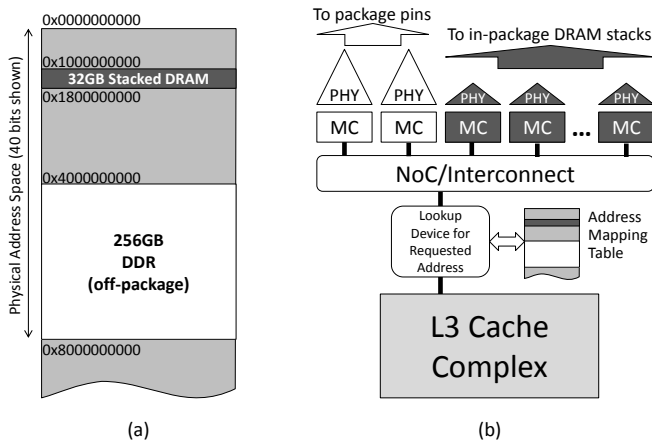 0x0000000000
0x1000000000
32GB Stacked DRAM
0x1800000000
0x4000000000
256GB
DDR
(off-package)
0x8000000000
Physical Address Space (40 bits shown)
(a)
To package pins
To in-package DRAM stacks
PHY PHY PHY PHY PHY
MC MC MC MC ... MC
NoC/Interconnect
Lookup
Device for
Requested
Address
Address
Mapping
Table
L3 Cache
Complex
(b)